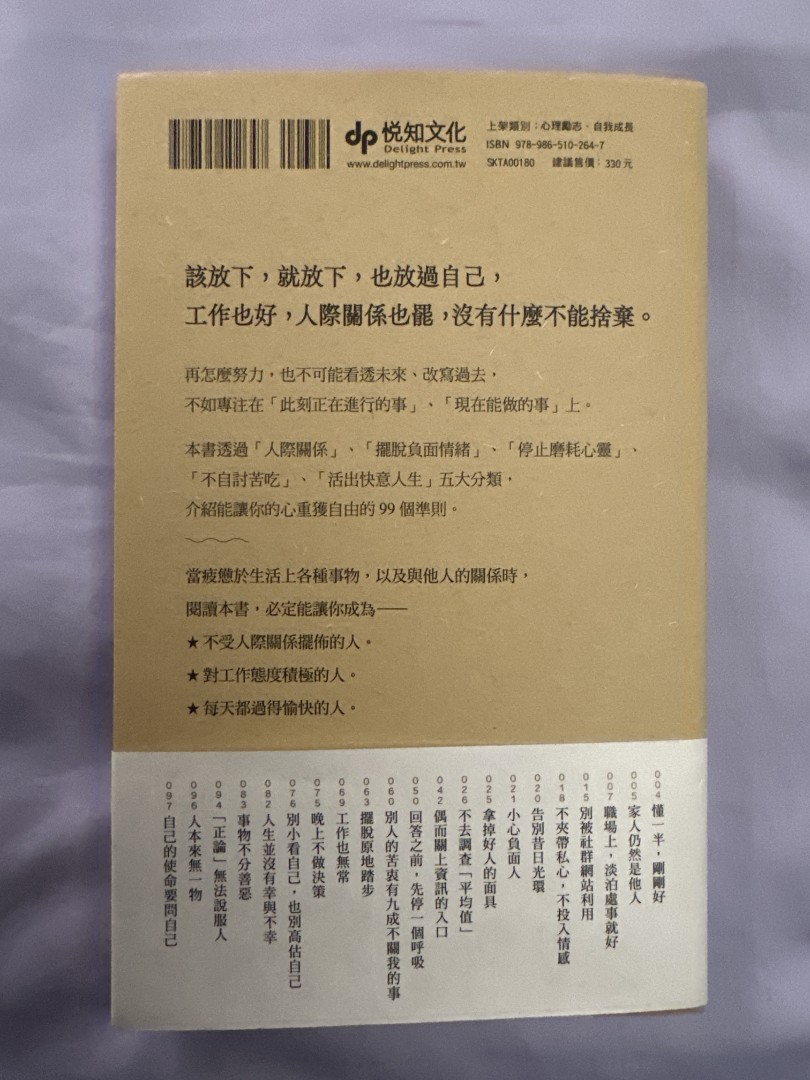 dp 悅知文化
Delight Press
www.delightpress.com.tw
上架類別：心理勵志、自我成長
ISBN 978-986-510-264-7
SKTA00180 建議售價：330 元
該放下，就放下，也放過自己，
工作也好，人際關係也罷，沒有什麼不能捨棄。
再怎麼努力，也不可能看透未來、改寫過去，
不如專注在「此刻正在進行的事」、「現在能做的事」上。
本書透過「人際關係」、「擺脫負面情緒」、「停止磨耗心靈」、
「不自討苦吃」、「活出快意人生」五大分類，
介紹能讓你的心重獲自由的 99 個準則。
當疲憊於生活上各種事物，以及與他人的關係時，
閱讀本書，必定能讓你成為——
★ 不受人際關係擺佈的人。
★ 對工作態度積極的人。
★ 每天都過得愉快的人。
004 懂一半，剛剛好
005 家人仍然是他人
007 職場上，淡泊處事就好
015 別被社群網站利用
018 不夾帶私心，不投入情感
020 告別昔日光環
021 小心負面人
025 拿掉好人的面具
026 不去調查「平均值」
042 偶而關上資訊的入口
050 回答之前，先停一個呼吸
060 別人的苦衷有九成不關我的事
063 擺脫原地踏步
069 工作也無常
075 晚上不做決策
076 別小看自己，也別高估自己
082 人生並沒有幸與不幸
083 事物不分善惡
094 「正論」無法說服人
096 人本來無一物
097 自己的使命要問自己